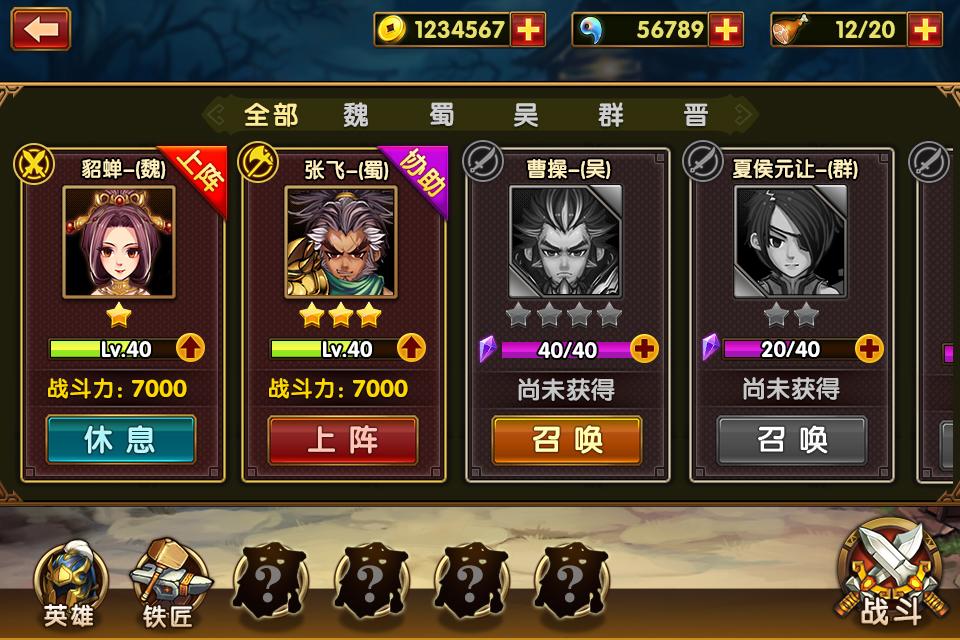 1234567
56789
12/20
全部 魏 蜀 吴 群 晋
貂蝉-(魏)
上阵
Lv.40
战斗力: 7000
休息
张飞-(蜀)
协助
Lv.40
战斗力: 7000
上阵
曹操-(吴)
40/40
尚未获得
召唤
夏侯元让-(群)
20/40
尚未获得
召唤
英雄
铁匠
?
?
?
?
战斗